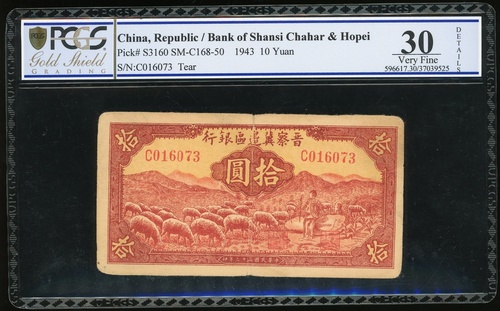 PCGS
Gold Shield
GRADING
China, Republic / Bank of Shansi Chahar & Hopei
Pick# S3160 SM-C168-50 1943 10 Yuan
S/N:C016073 Tear
30
Very Fine
596617.30/37039525
DETAILS
行銀區邊冀察晋
拾 拾
C016073 C016073
圓拾
拾 拾